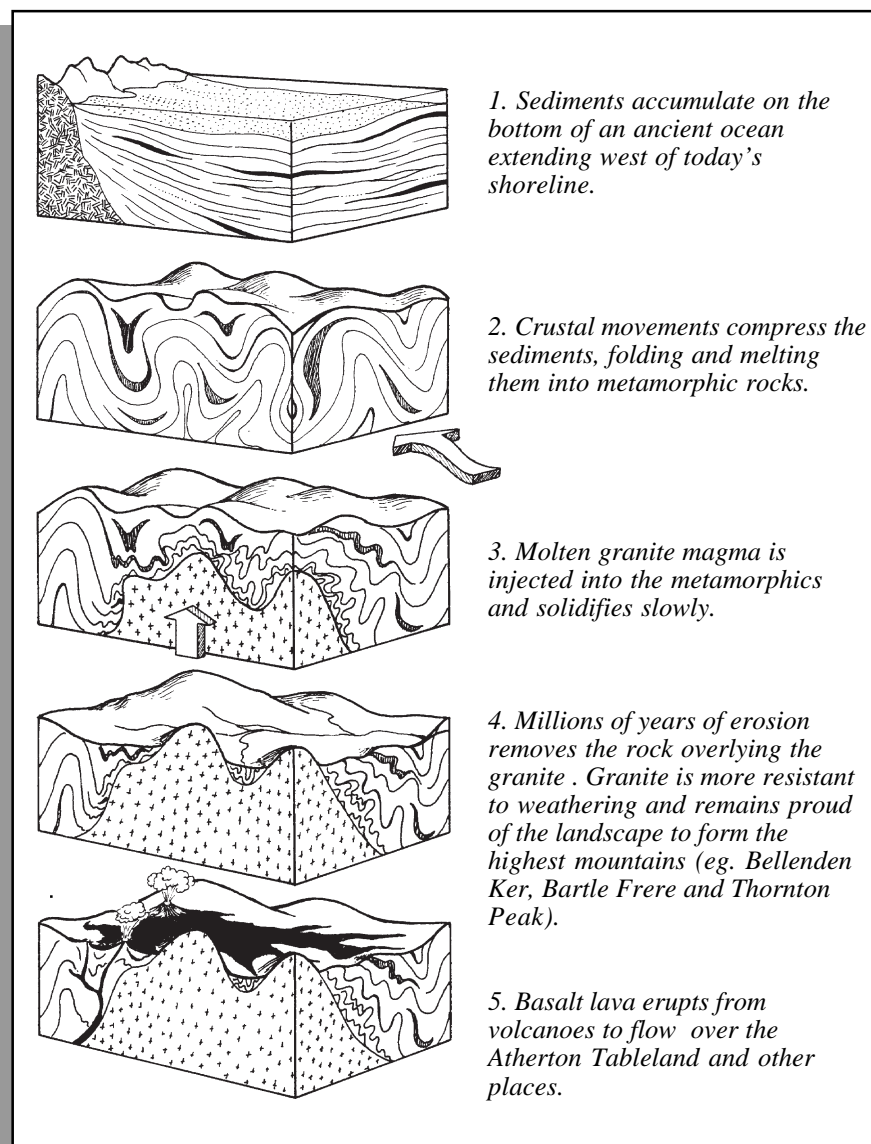 1. Sediments accumulate on the
bottom of an ancient ocean
extending west of today's
shoreline.
2. Crustal movements compress the
sediments, folding and melting
them into metamorphic rocks.
3. Molten granite magma is
injected into the metamorphics
and solidifies slowly.
4. Millions of years of erosion
removes the rock overlying the
granite . Granite is more resistant
to weathering and remains proud
of the landscape to form the
highest mountains (eg. Bellenden
Ker, Bartle Frere and Thornton
Peak).
5. Basalt lava erupts from
volcanoes to flow  over the
Atherton Tableland and other
places.